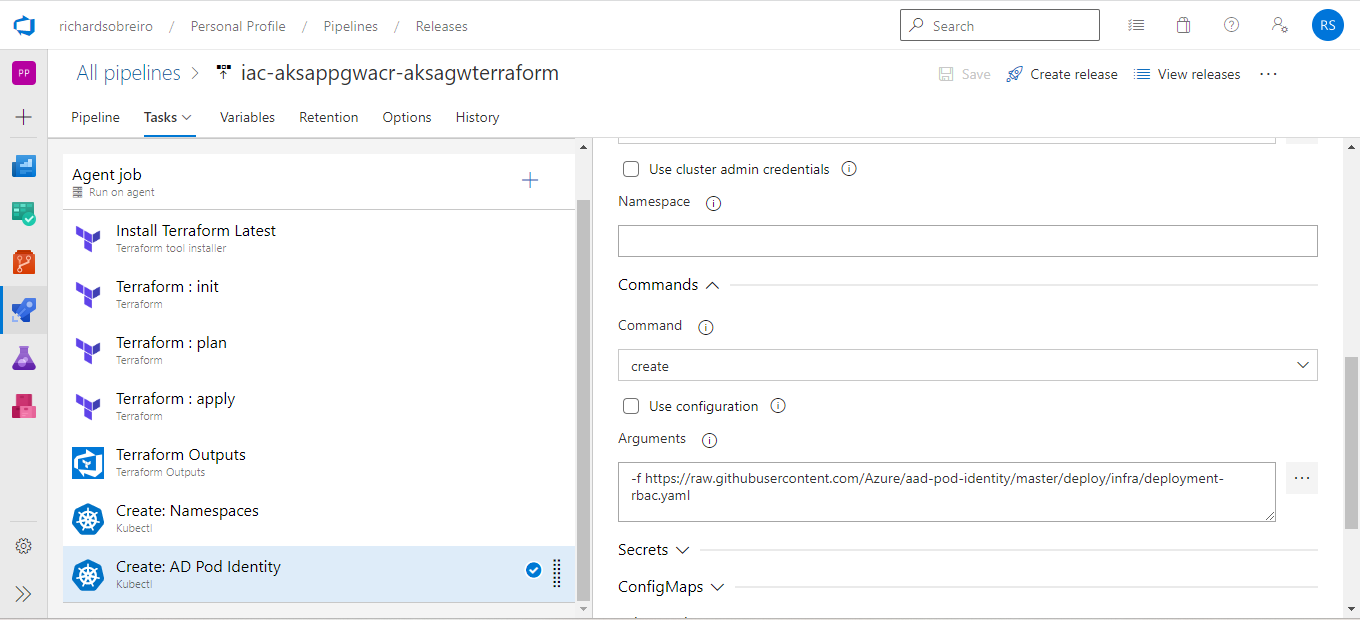 richardsobreiro / Personal Profile / Pipelines / Releases
Search
RS
PP
All pipelines > iac-aksappgwacr-aksagwterraform
Save
Create release
View releases
Pipeline
Tasks
Variables
Retention
Options
History
Agent job
Run on agent
Install Terraform Latest
Terraform tool installer
Terraform : init
Terraform
Terraform : plan
Terraform
Terraform : apply
Terraform
Terraform Outputs
Terraform Outputs
Create: Namespaces
Kubectl
Create: AD Pod Identity
Kubectl
Use cluster admin credentials
Namespace
Commands
Command
create
Use configuration
Arguments
-f https://raw.githubusercontent.com/Azure/aad-pod-identity/master/deploy/infra/deployment-
rbac.yaml
Secrets
ConfigMaps